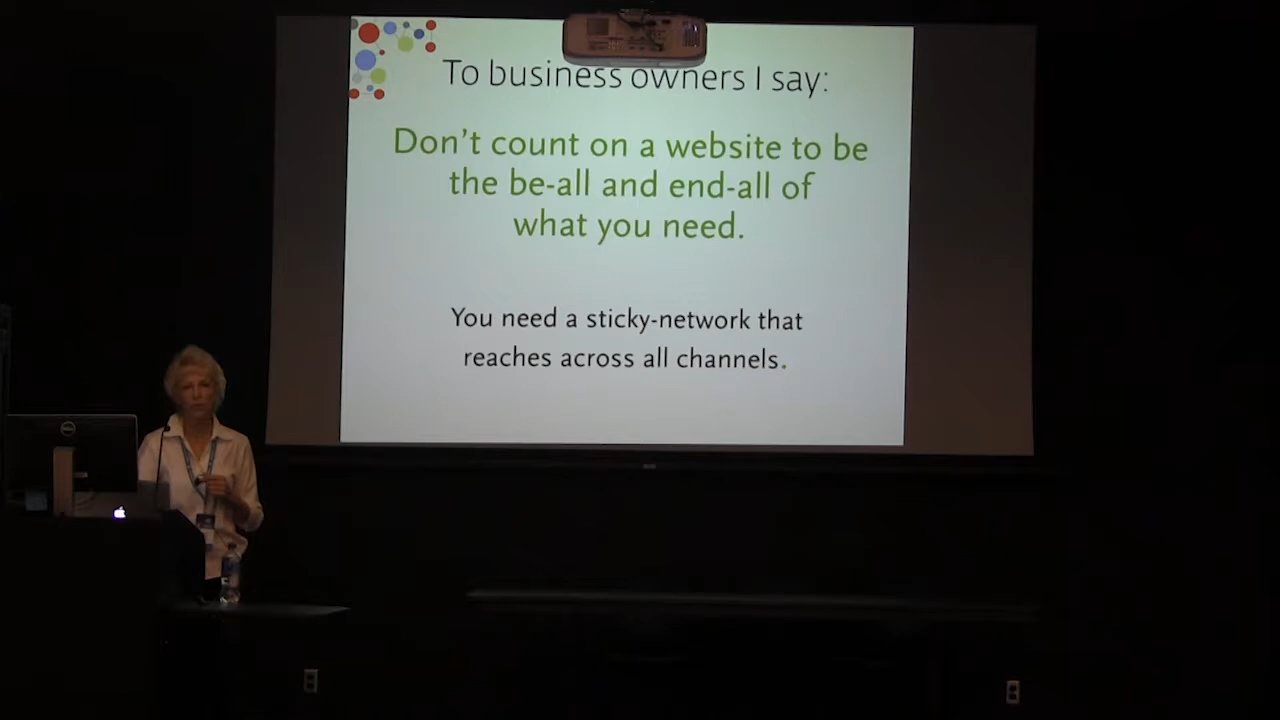 To business owners I say:
Don't count on a website to be
the be-all and end-all of
what you need.
You need a sticky-network that
reaches across all channels.
DELL